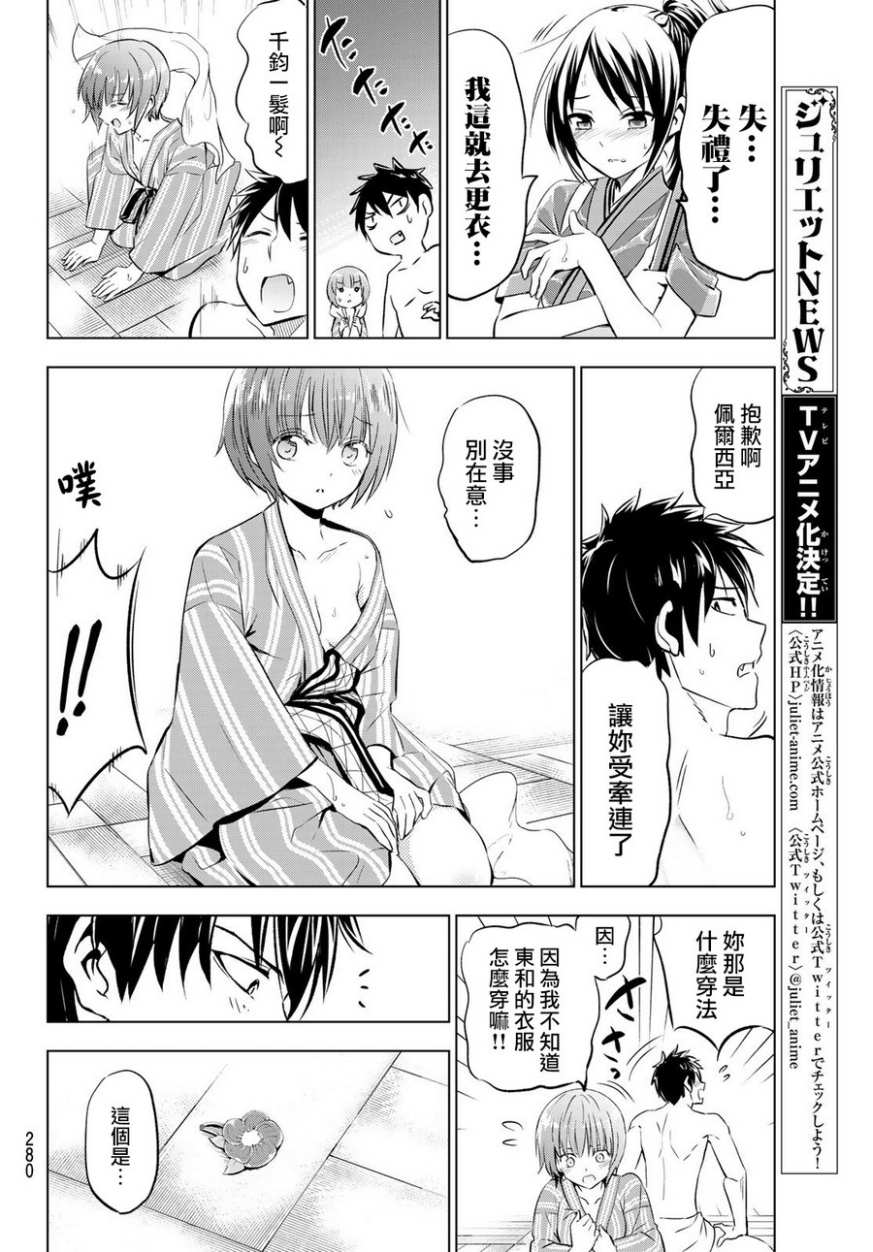 失…
失禮了…
我這就去更衣…
だだだだっ
千鈞一髮啊～
抱歉啊
佩爾西亞
讓妳受牽連了
沒事
別在意…
噗
!!
妳那是
什麼穿法
ささっ
因…
因為我不知道
東和的衣服
怎麼穿嘛!!
這個是…
280
ジュリエットNEWS
TVアニメ化決定!!
アニメ化情報はアニメ公式ホームページ、もしくは公式Twitterでチェックしよう!
〈公式HP〉juliet-anime.com 〈公式Twitter〉@juliet_anime